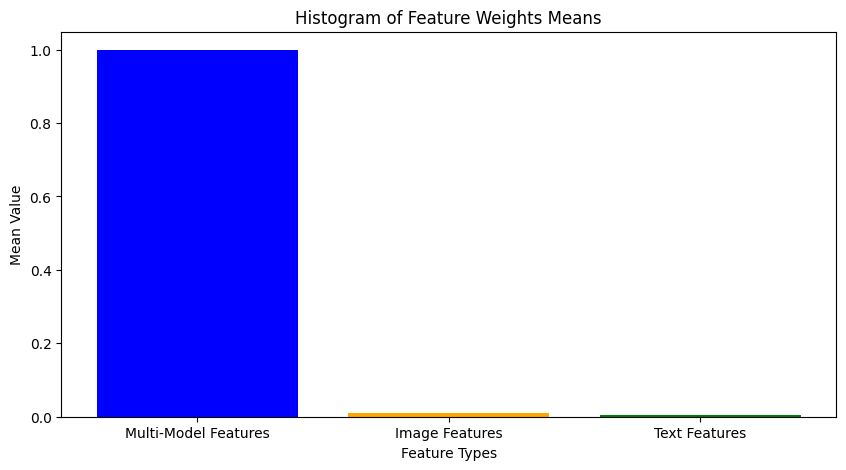 Histogram of Feature Weights Means
Mean Value
1.0
0.8
0.6
0.4
0.2
0.0
Multi-Model Features Image Features Text Features
Feature Types